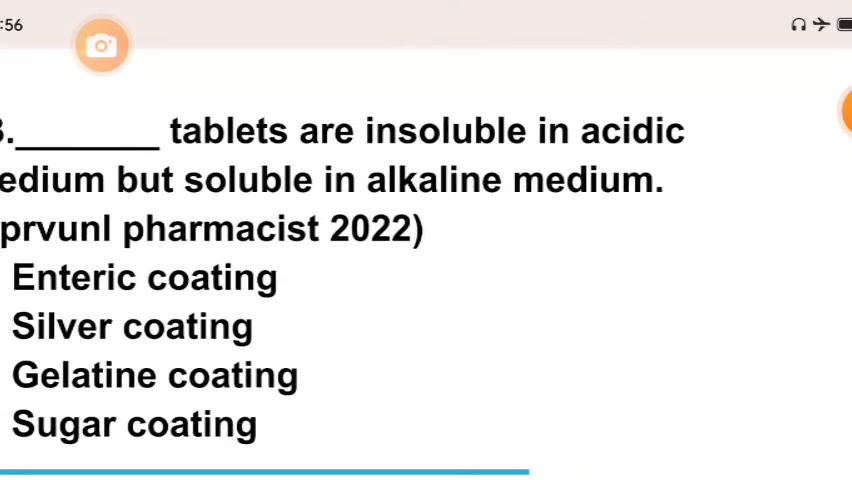 :56
3._______ tablets are insoluble in acidic
edium but soluble in alkaline medium.
prvunl pharmacist 2022)
Enteric coating
Silver coating
Gelatine coating
Sugar coating